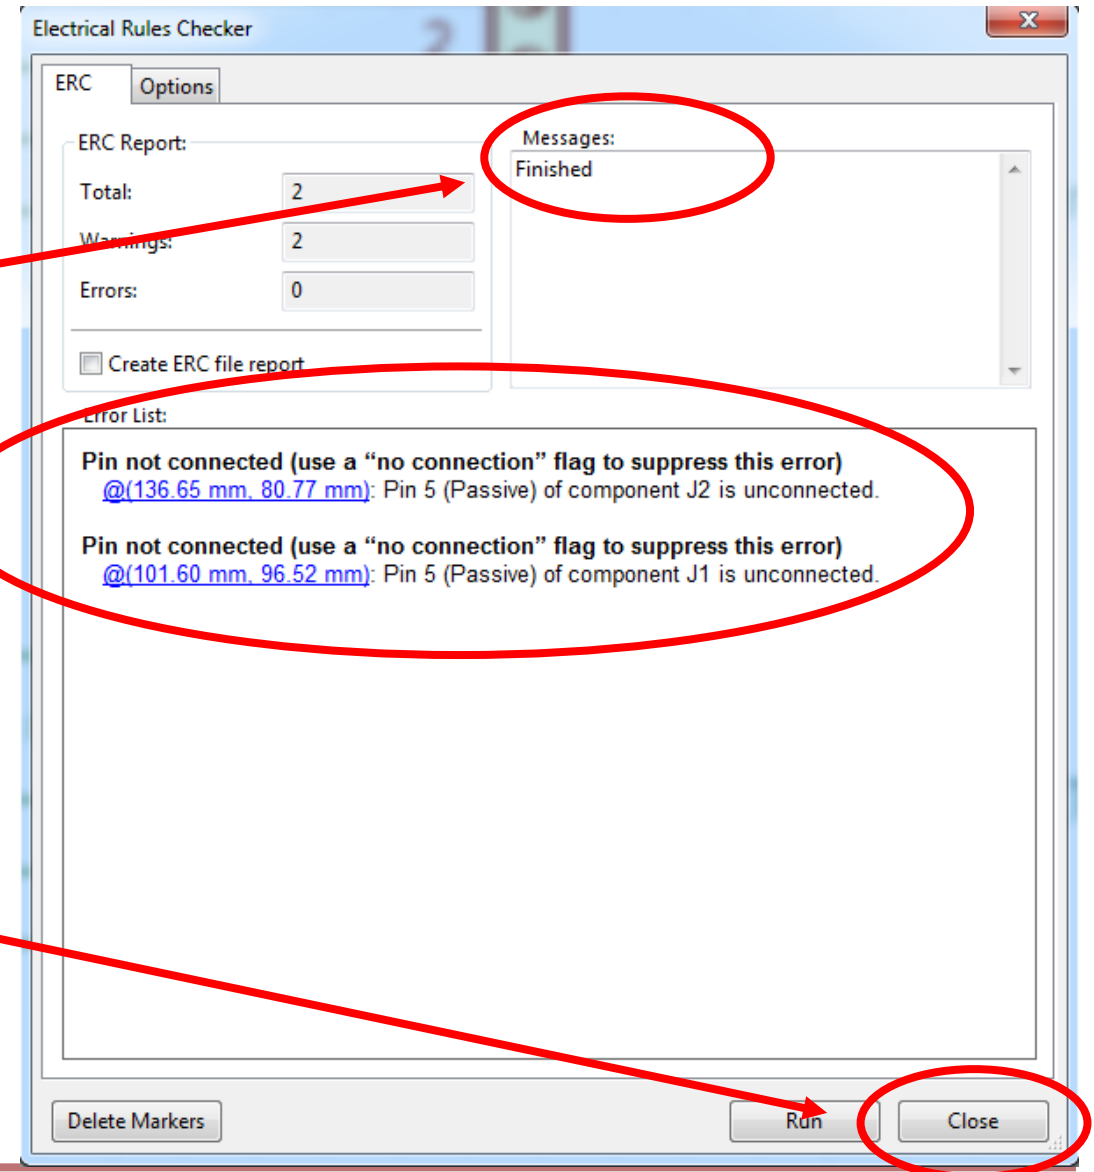 2
Electrical Rules Checker
ERC Options
ERC Report:
Total: 2
Warnings: 2
Errors: 0
Create ERC file report
Messages:
Finished
Error List:
Pin not connected (use a “no connection” flag to suppress this error)
@(136.65 mm, 80.77 mm): Pin 5 (Passive) of component J2 is unconnected.
Pin not connected (use a “no connection” flag to suppress this error)
@(101.60 mm, 96.52 mm): Pin 5 (Passive) of component J1 is unconnected.
Delete Markers Run Close